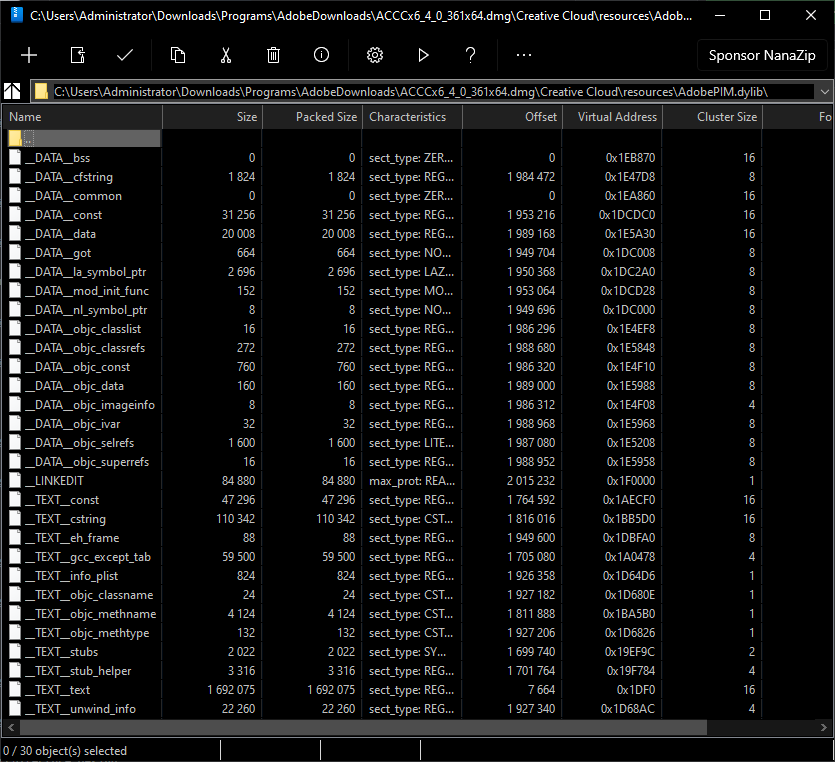 C:\Users\Administrator\Downloads\Programs\AdobeDownloads\ACCCx6_4_0_361x64.dmg\Creative Cloud\resources\Adob...
Sponsor NanaZip
C:\Users\Administrator\Downloads\Programs\AdobeDownloads\ACCCx6_4_0_361x64.dmg\Creative Cloud\resources\AdobePIM.dylib\
Name Size Packed Size Characteristics Offset Virtual Address Cluster Size Fo
..
__DATA__bss 0 0 sect_type: ZER... 0 0x1EB870 16
__DATA__cfstring 1 824 1 824 sect_type: REG... 1 984 472 0x1E47D8 8
__DATA__common 0 0 sect_type: ZER... 0 0x1EA860 16
__DATA__const 31 256 31 256 sect_type: REG... 1 953 216 0x1DCDC0 16
__DATA__data 20 008 20 008 sect_type: REG... 1 989 168 0x1E5A30 16
__DATA__got 664 664 sect_type: NO... 1 949 704 0x1DC008 8
__DATA__la_symbol_ptr 2 696 2 696 sect_type: LAZ... 1 950 368 0x1DC2A0 8
__DATA__mod_init_func 152 152 sect_type: MO... 1 953 064 0x1DCD28 8
__DATA__nl_symbol_ptr 8 8 sect_type: NO... 1 949 696 0x1DC000 8
__DATA__objc_classlist 16 16 sect_type: REG... 1 986 296 0x1E4EF8 8
__DATA__objc_classrefs 272 272 sect_type: REG... 1 988 680 0x1E5848 8
__DATA__objc_const 760 760 sect_type: REG... 1 986 320 0x1E4F10 8
__DATA__objc_data 160 160 sect_type: REG... 1 989 000 0x1E5988 8
__DATA__objc_imageinfo 8 8 sect_type: REG... 1 986 312 0x1E4F08 4
__DATA__objc_ivar 32 32 sect_type: REG... 1 988 968 0x1E5968 8
__DATA__objc_selrefs 1 600 1 600 sect_type: LITE... 1 987 080 0x1E5208 8
__DATA__objc_superrefs 16 16 sect_type: REG... 1 988 952 0x1E5958 8
__LINKEDIT 84 880 84 880 max_prot: REA... 2 015 232 0x1F0000 1
__TEXT__const 47 296 47 296 sect_type: REG... 1 764 592 0x1AECF0 16
__TEXT__cstring 110 342 110 342 sect_type: CST... 1 816 016 0x1BB5D0 16
__TEXT__eh_frame 88 88 sect_type: REG... 1 949 600 0x1DBFA0 8
__TEXT__gcc_except_tab 59 500 59 500 sect_type: REG... 1 705 080 0x1A0478 4
__TEXT__info_plist 824 824 sect_type: REG... 1 926 358 0x1D64D6 1
__TEXT__objc_classname 24 24 sect_type: CST... 1 927 182 0x1D680E 1
__TEXT__objc_methname 4 124 4 124 sect_type: CST... 1 811 888 0x1BA5B0 1
__TEXT__objc_methtype 132 132 sect_type: CST... 1 927 206 0x1D6826 1
__TEXT__stubs 2 022 2 022 sect_type: SY... 1 699 740 0x19EF9C 2
__TEXT__stub_helper 3 316 3 316 sect_type: REG... 1 701 764 0x19F784 4
__TEXT__text 1 692 075 1 692 075 sect_type: REG... 7 664 0x1DF0 16
__TEXT__unwind_info 22 260 22 260 sect_type: REG... 1 927 340 0x1D68AC 4
0 / 30 object(s) selected